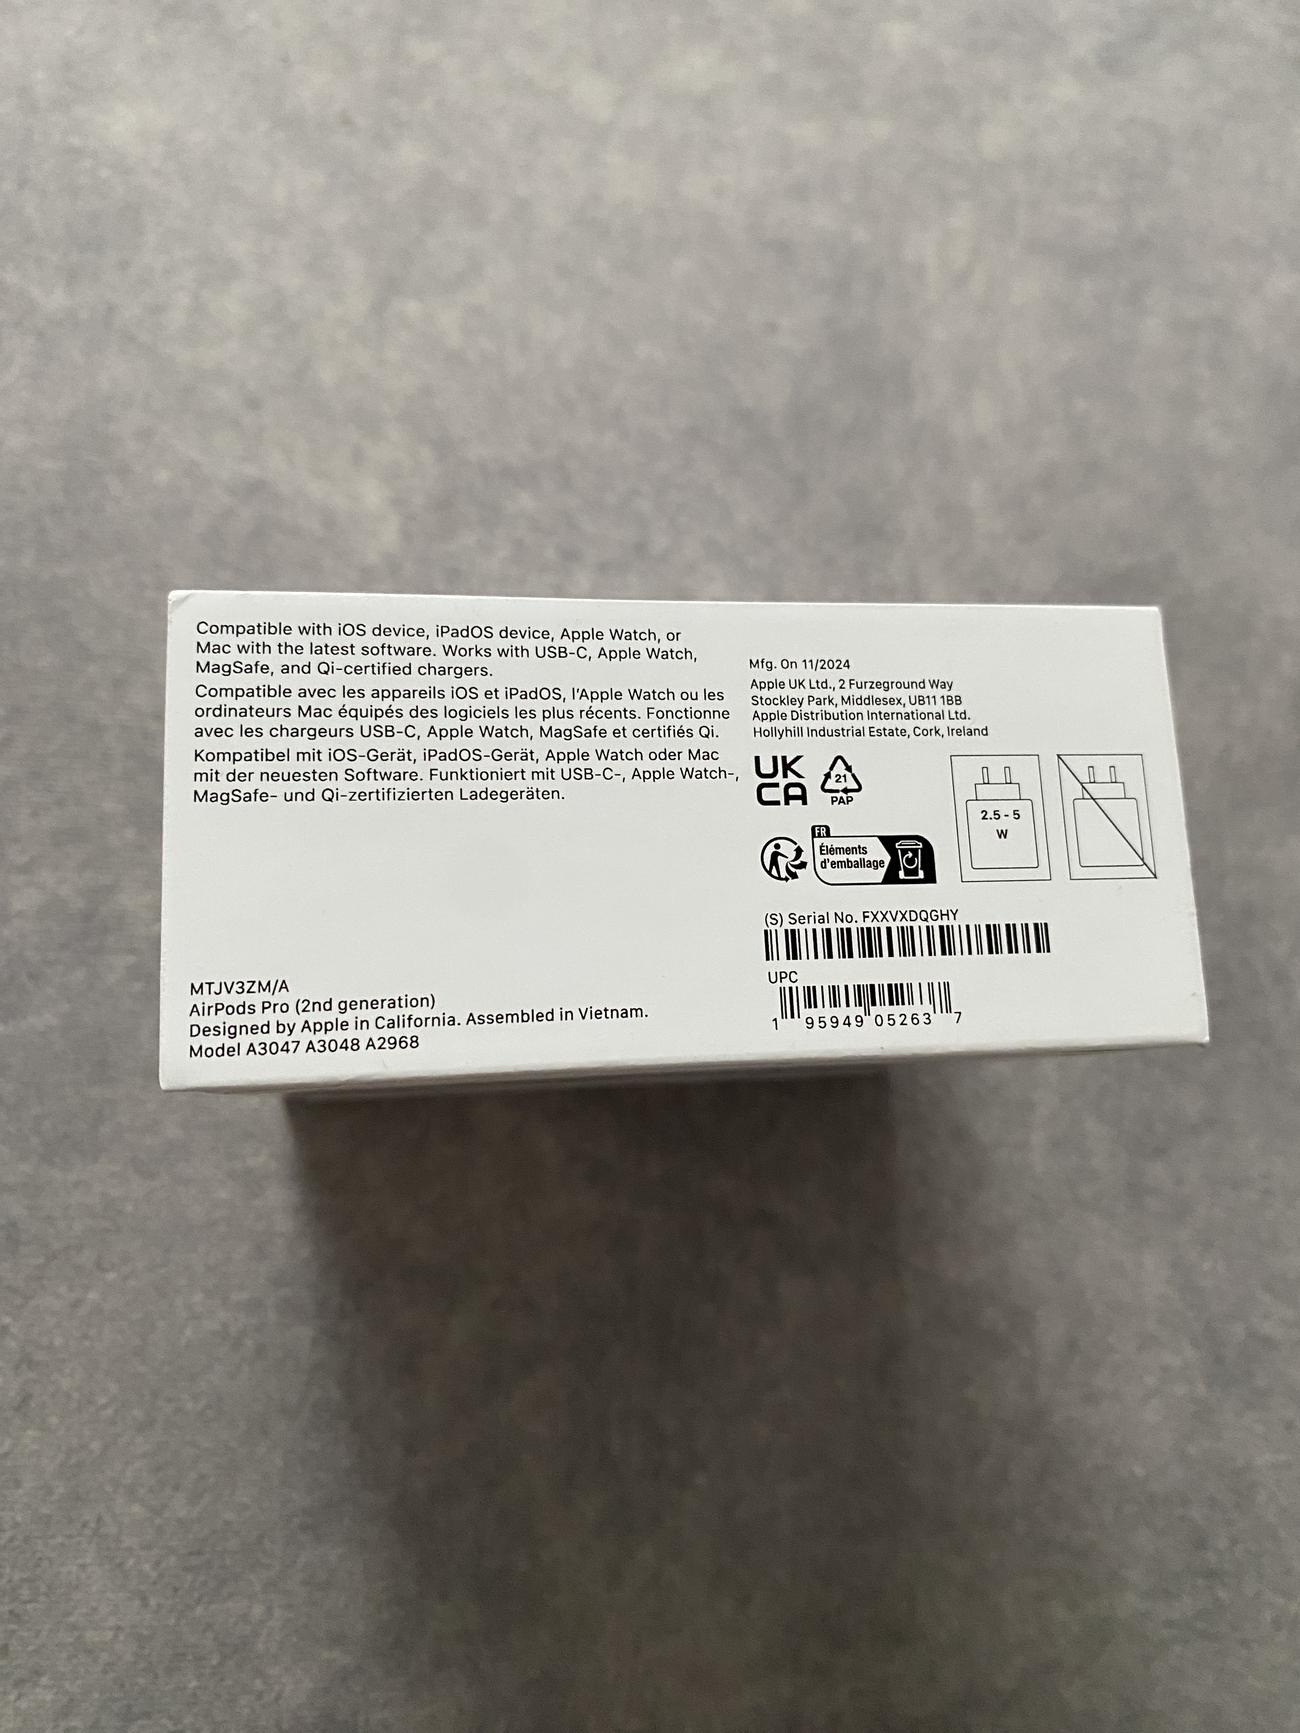 Compatible with iOS device, iPadOS device, Apple Watch, or
Mac with the latest software. Works with USB-C, Apple Watch,
MagSafe, and Qi-certified chargers.
Compatible avec les appareils iOS et iPadOS, l'Apple Watch ou les
ordinateurs Mac équipés des logiciels les plus récents. Fonctionne
avec les chargeurs USB-C, Apple Watch, MagSafe et certifiés Qi.
Kompatibel mit iOS-Gerät, iPadOS-Gerät, Apple Watch oder Mac
mit der neuesten Software. Funktioniert mit USB-C-, Apple Watch-,
MagSafe- und Qi-zertifizierten Ladegeräten.
MTJV3ZM/A
AirPods Pro (2nd generation)
Designed by Apple in California. Assembled in Vietnam.
Model A3047 A3048 A2968
Mfg. On 11/2024
Apple UK Ltd., 2 Furzeground Way
Stockley Park, Middlesex, UB11 1BB
Apple Distribution International Ltd.
Hollyhill Industrial Estate, Cork, Ireland
UK
CA
21
PAP
FR
Éléments
d'emballage
2.5 - 5
W
(S) Serial No. FXXVXDQGHY
UPC
1 95949 05263 7